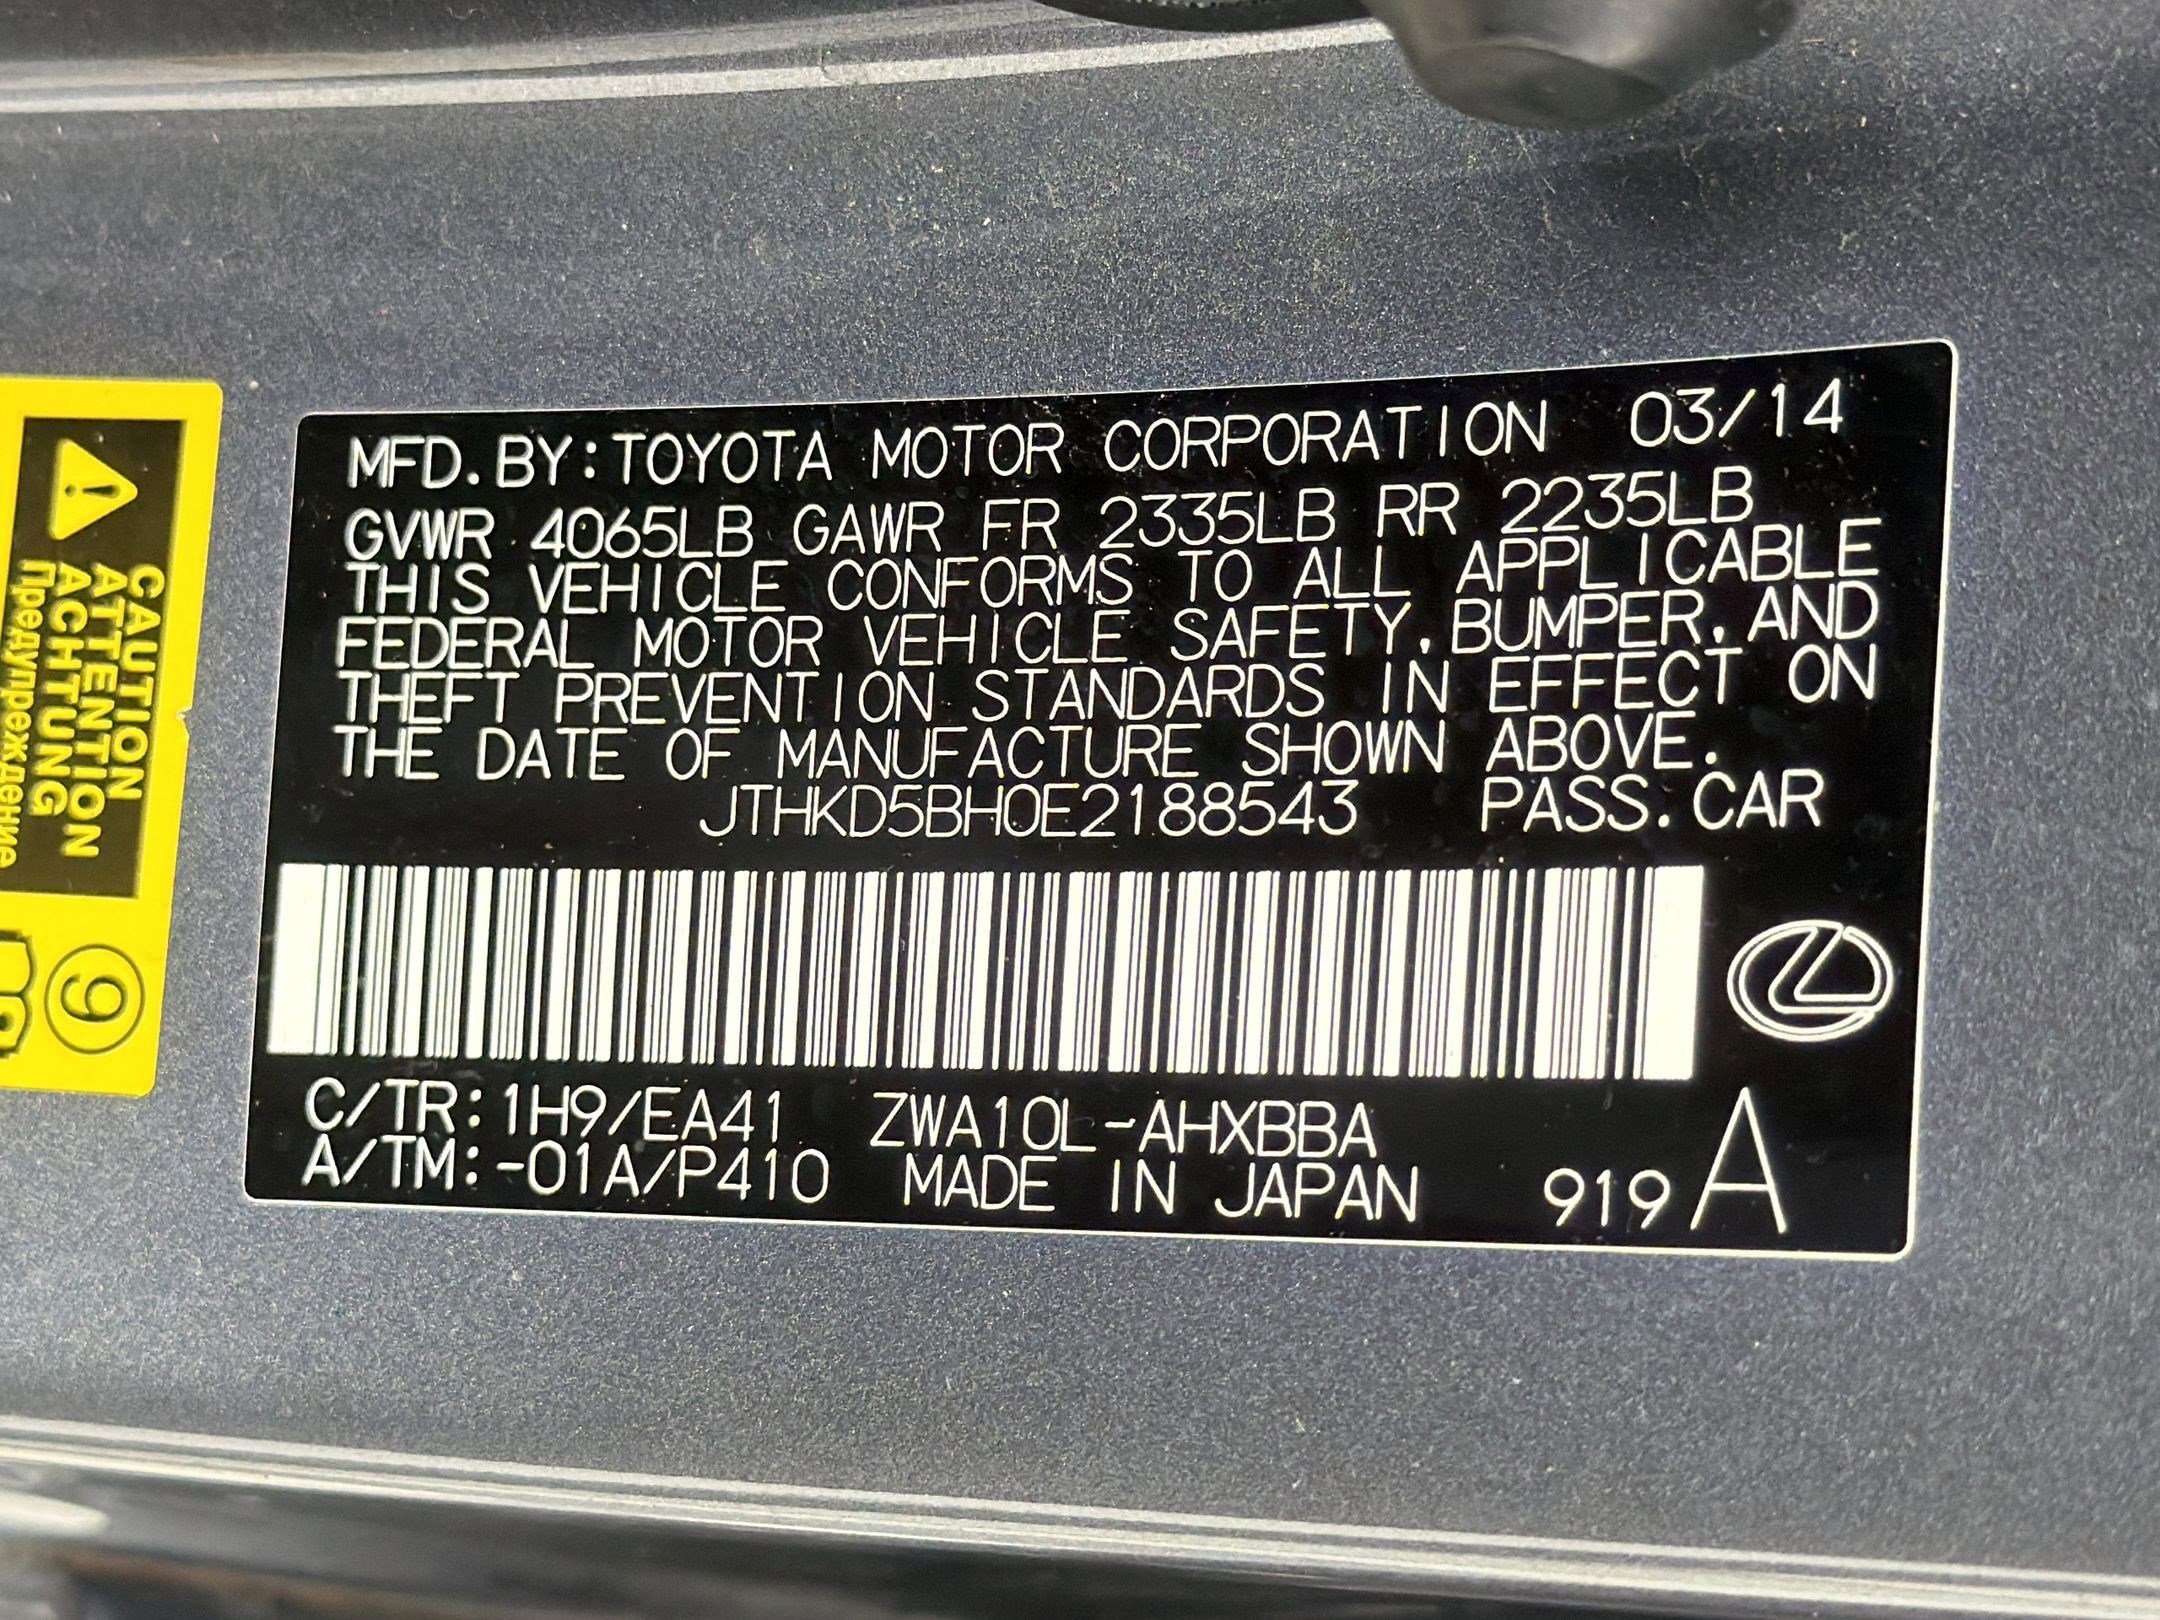 MFD. BY: TOYOTA MOTOR CORPORATION 03/14
GVWR 4065LB GAWR FR 2335LB RR 2235LB
THIS VEHICLE CONFORMS TO ALL APPLICABLE
FEDERAL MOTOR VEHICLE SAFETY, BUMPER, AND
THEFT PREVENTION STANDARDS IN EFFECT ON
THE DATE OF MANUFACTURE SHOWN ABOVE.
JTHKD5BH0E2188543 PASS. CAR
C/TR: 1H9/EA41 ZWA10L-AHXBBA
A/TM: -01A/P410 MADE IN JAPAN 919 A
CAUTION
ATTENTION
ACHTUNG
Предупреждение
9